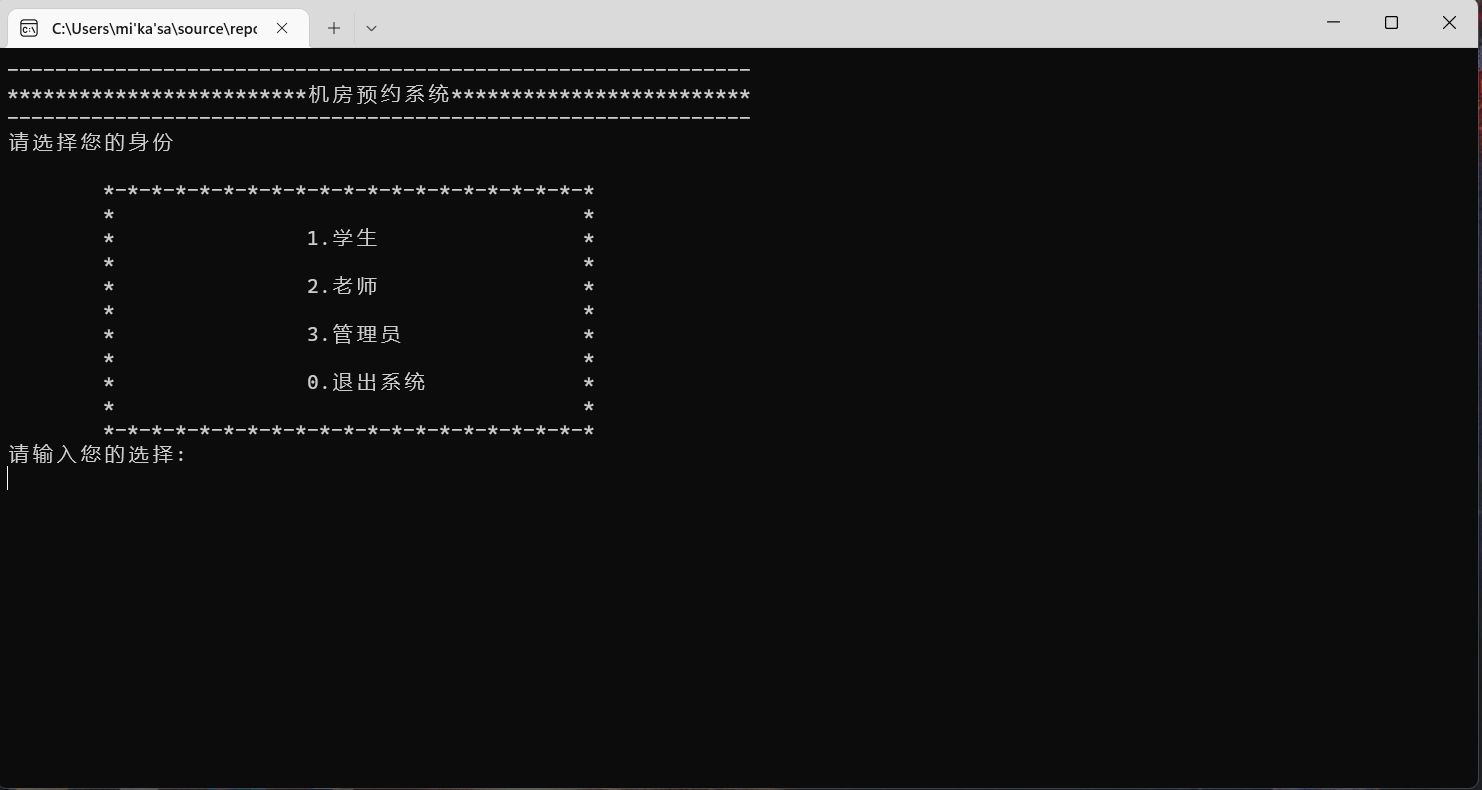 C:\Users\mi'ka'sa\source\repo
--------------------------------------------------------------
*************************机房预约系统*************************
--------------------------------------------------------------
请选择您的身份
*-*-*-*-*-*-*-*-*-*-*-*-*-*-*-*-*-*-*-*-*
* *
* 1.学生 *
* *
* 2.老师 *
* *
* 3.管理员 *
* *
* 0.退出系统 *
* *
*-*-*-*-*-*-*-*-*-*-*-*-*-*-*-*-*-*-*-*-*
请输入您的选择: